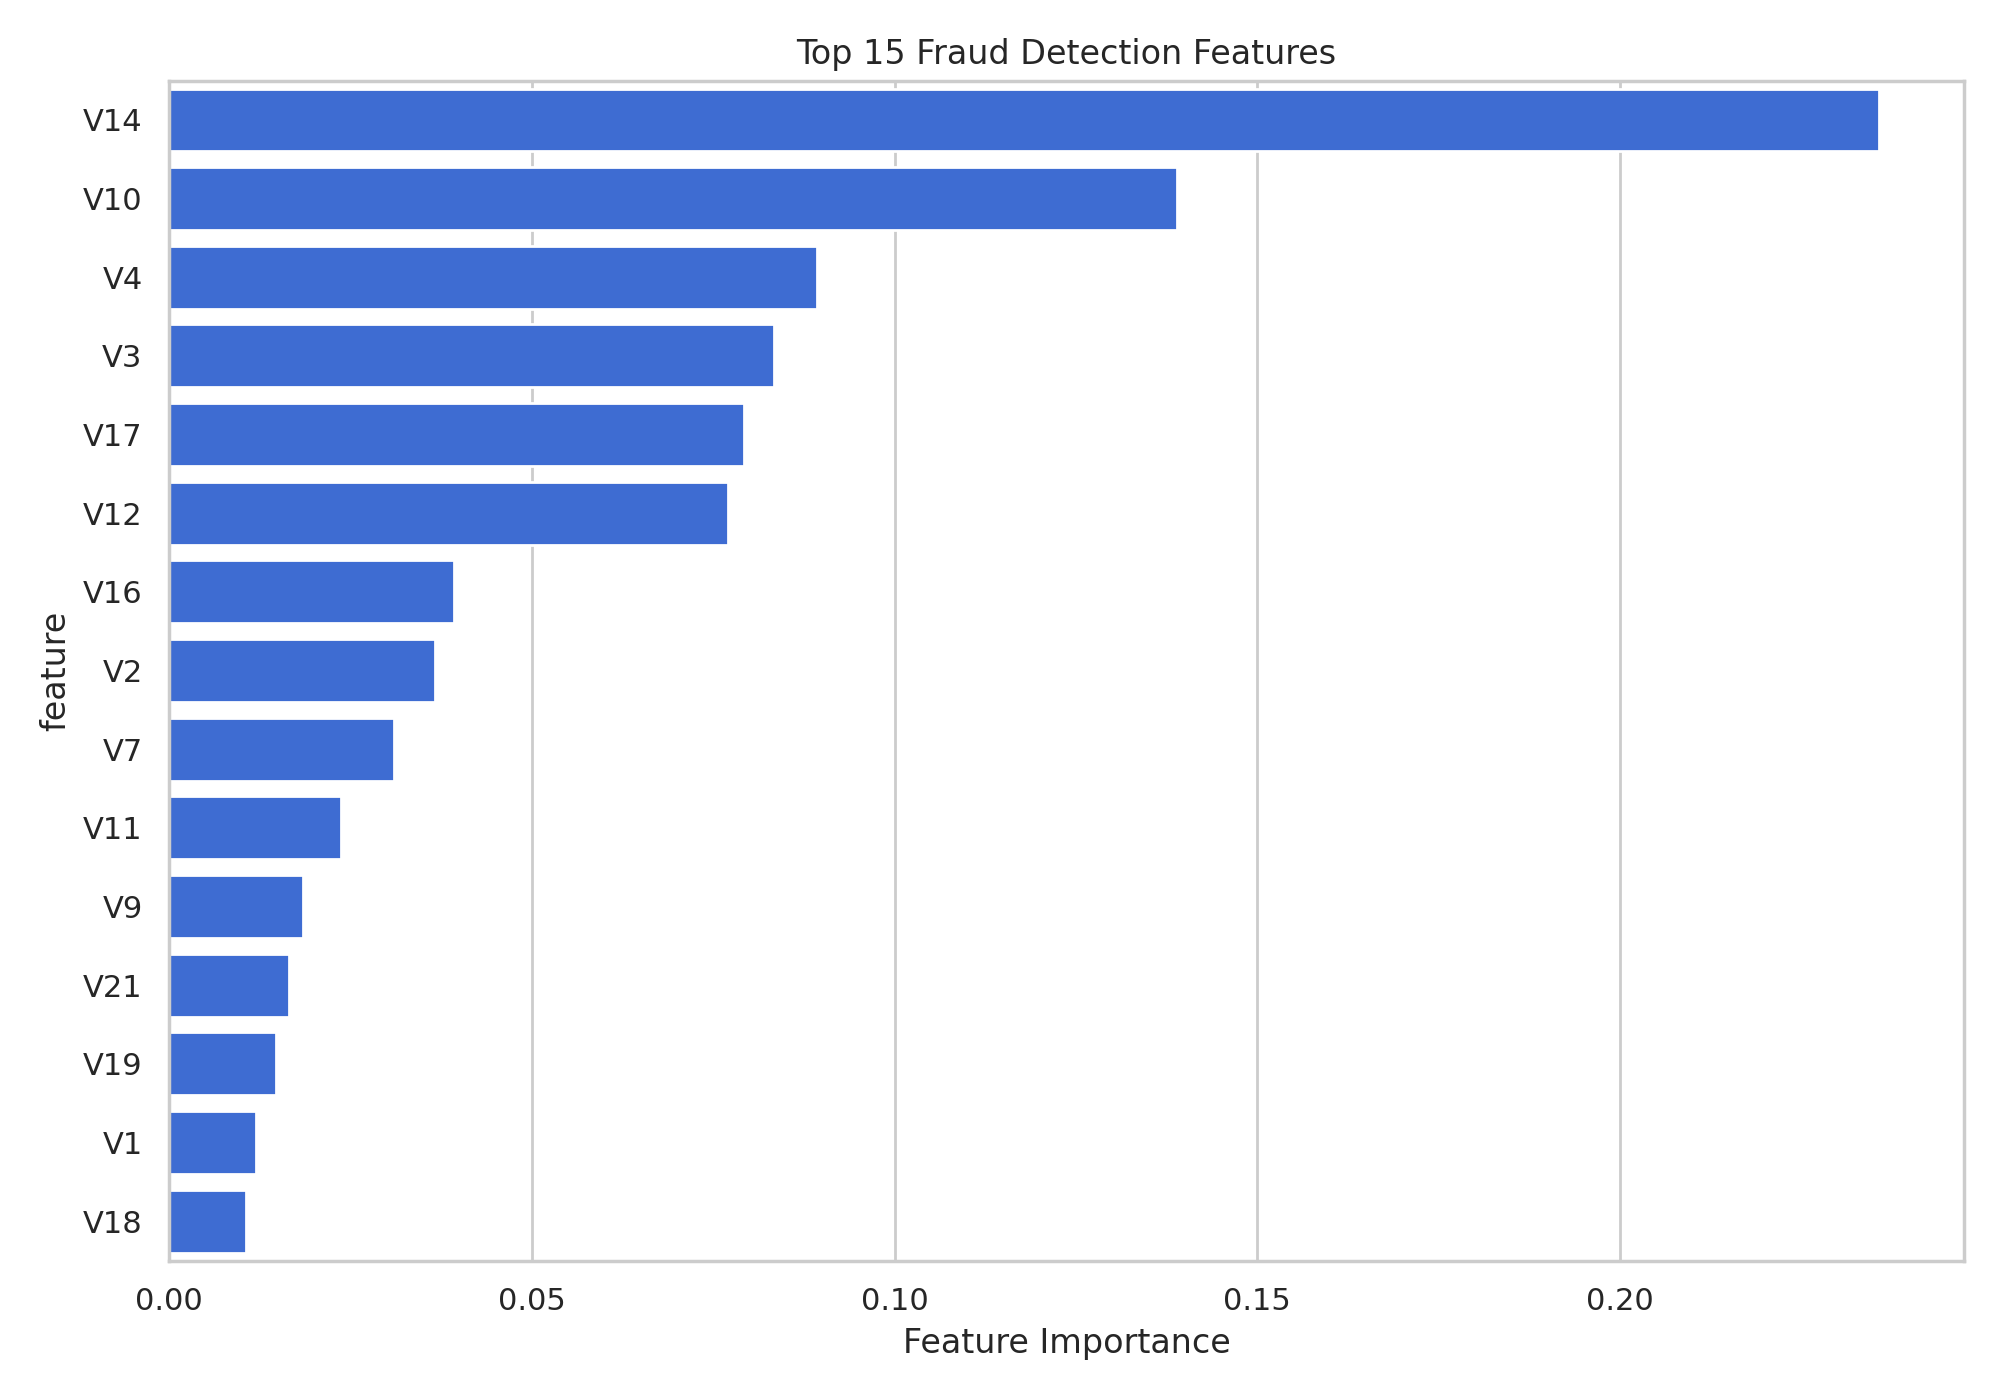 Top 15 Fraud Detection Features
V14
V10
V4
V3
V17
V12
V16
V2
V7
V11
V9
V21
V19
V1
V18
feature
0.00 0.05 0.10 0.15 0.20
Feature Importance